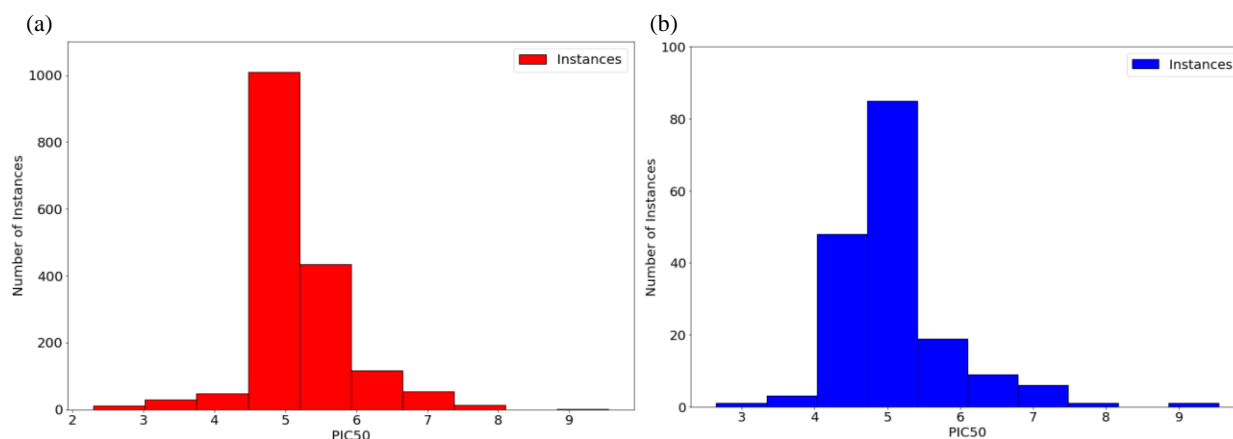 (a)
(b)
Instances
1000
800
600
400
200
0
Number of Instances
2 3 4 5 6 7 8 9
PIC50
Instances
100
80
60
40
20
0
Number of Instances
3 4 5 6 7 8 9
PIC50